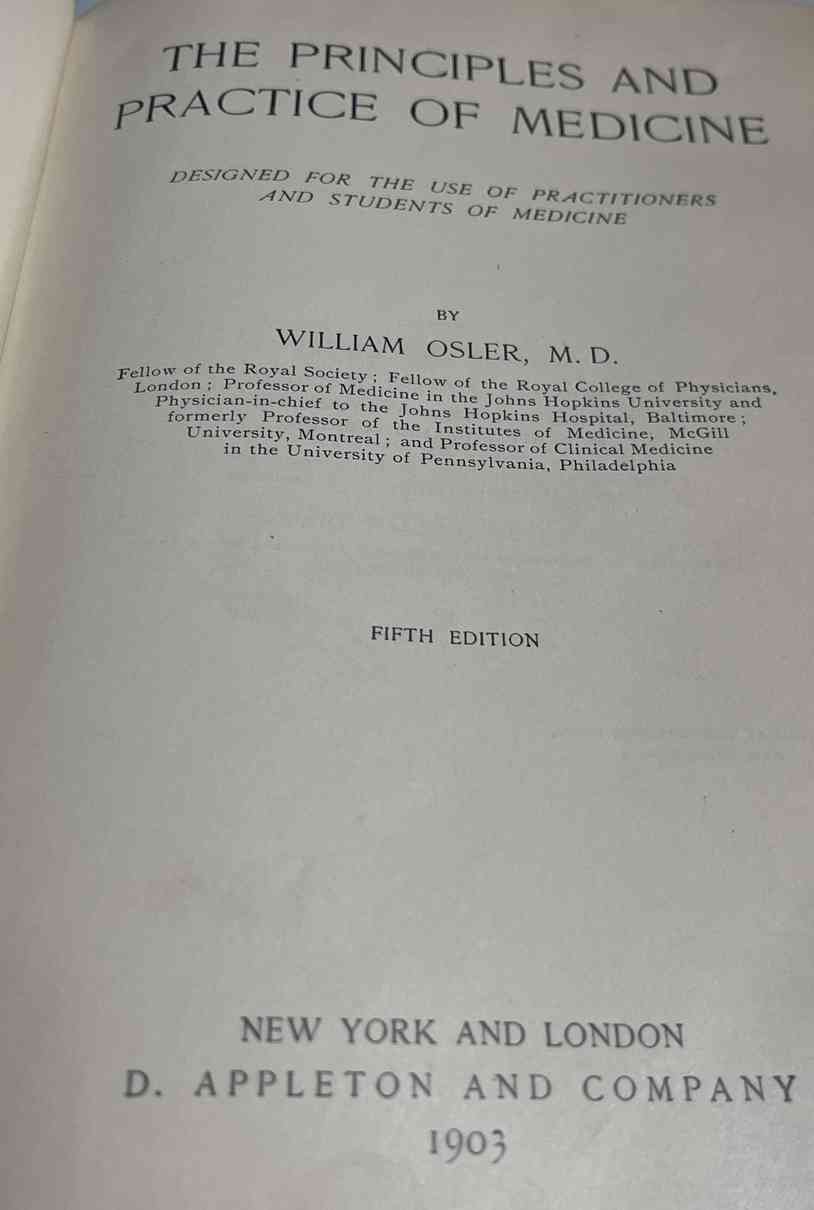 THE PRINCIPLES AND
PRACTICE OF MEDICINE
DESIGNED FOR THE USE OF PRACTITIONERS
AND STUDENTS OF MEDICINE
BY
WILLIAM OSLER, M. D.
Fellow of the Royal Society; Fellow of the Royal College of Physicians,
London; Professor of Medicine in the Johns Hopkins University and
Physician-in-chief to the Johns Hopkins Hospital, Baltimore;
formerly Professor of the Institutes of Medicine, McGill
University, Montreal; and Professor of Clinical Medicine
in the University of Pennsylvania, Philadelphia
FIFTH EDITION
NEW YORK AND LONDON
D. APPLETON AND COMPANY
1903